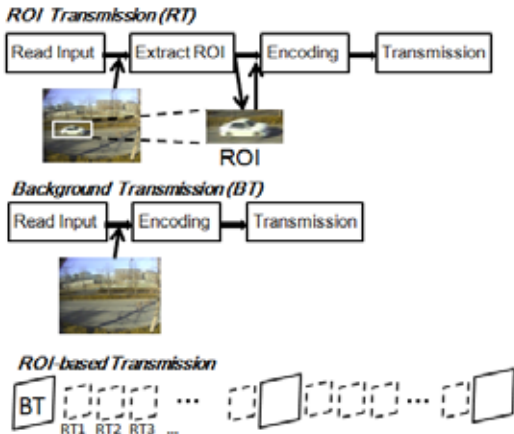 ROI Transmission (RT)
Read Input Extract ROI Encoding Transmission
ROI
Background Transmission (BT)
Read Input Encoding Transmission
ROI-based Transmission
BT ... ...
RT1 RT2 RT3 ...